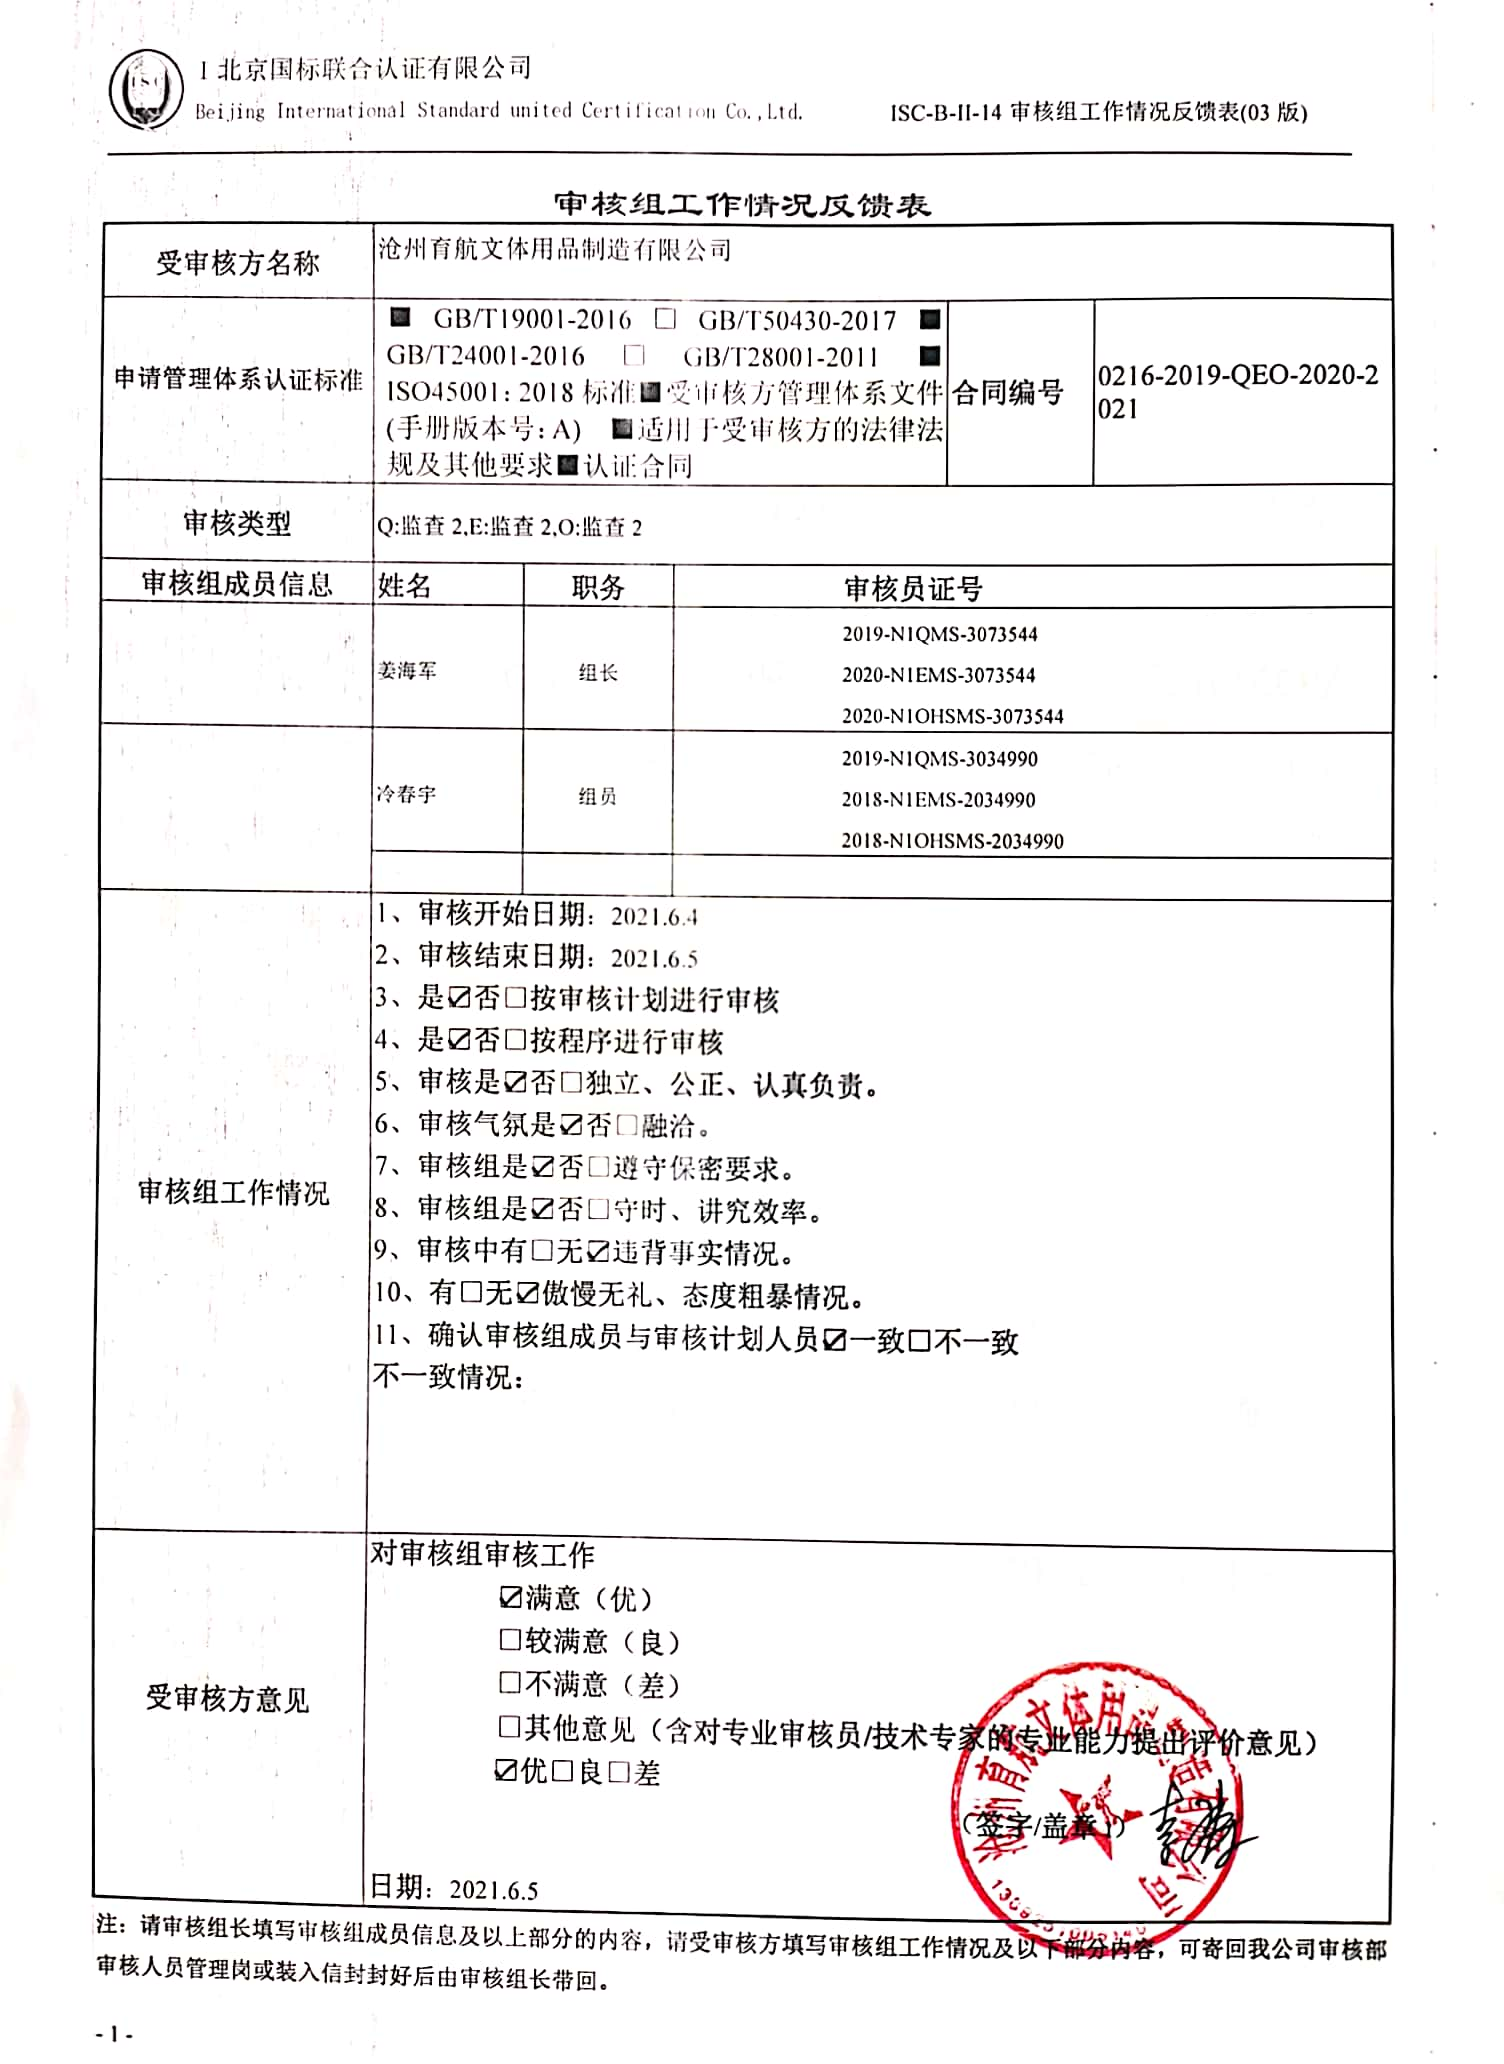 ISC
1 北京国标联合认证有限公司
Beijing International Standard united Certification Co.,Ltd.
ISC-B-II-14 审核组工作情况反馈表(03 版)
审核组工作情况反馈表
受审核方名称
沧州育航文体用品制造有限公司
申请管理体系认证标准
■ GB/T19001-2016 □ GB/T50430-2017 ■
GB/T24001-2016 □ GB/T28001-2011 ■
ISO45001: 2018 标准■受审核方管理体系文件
(手册版本号: A) ■适用于受审核方的法律法
规及其他要求■认证合同
合同编号
0216-2019-QEO-2020-2
021
审核类型
Q:监查 2,E:监查 2,O:监查 2
审核组成员信息
姓名
职务
审核员证号
姜海军
组长
2019-N1QMS-3073544
2020-N1EMS-3073544
2020-N1OHSMS-3073544
冷春宇
组员
2019-N1QMS-3034990
2018-N1EMS-2034990
2018-N1OHSMS-2034990
审核组工作情况
1、审核开始日期：2021.6.4
2、审核结束日期：2021.6.5
3、是☑否□按审核计划进行审核
4、是☑否□按程序进行审核
5、审核是☑否□独立、公正、认真负责。
6、审核气氛是☑否□融洽。
7、审核组是☑否□遵守保密要求。
8、审核组是☑否□守时、讲究效率。
9、审核中有□无☑违背事实情况。
10、有□无☑傲慢无礼、态度粗暴情况。
11、确认审核组成员与审核计划人员☑一致□不一致
不一致情况：
受审核方意见
对审核组审核工作
☑满意（优）
□较满意（良）
□不满意（差）
□其他意见（含对专业审核员/技术专家的专业能力提出评价意见）
☑优□良□差
（签字/盖章）
沧州育航文体用品制造有限公司
日期：2021.6.5
注：请审核组长填写审核组成员信息及以上部分的内容，请受审核方填写审核组工作情况及以下部分内容，可寄回我公司审核部
审核人员管理岗或装入信封封好后由审核组长带回。
- 1 -